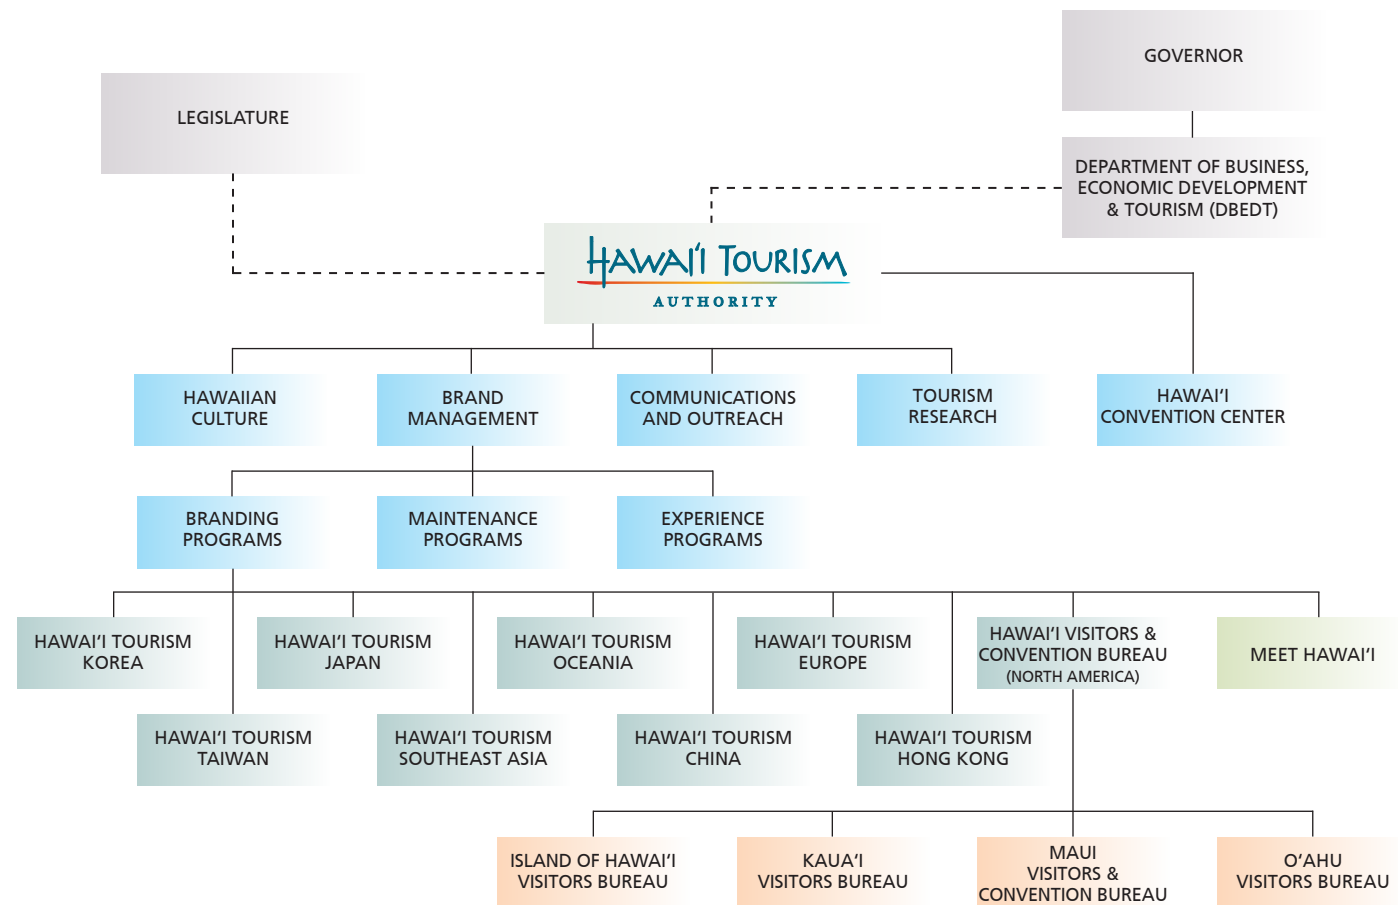 GOVERNOR
LEGISLATURE
DEPARTMENT OF BUSINESS,
ECONOMIC DEVELOPMENT
& TOURISM (DBEDT)
HAWAI‘I TOURISM
AUTHORITY
HAWAIIAN
CULTURE
BRAND
MANAGEMENT
COMMUNICATIONS
AND OUTREACH
TOURISM
RESEARCH
HAWAI‘I
CONVENTION CENTER
BRANDING
PROGRAMS
MAINTENANCE
PROGRAMS
EXPERIENCE
PROGRAMS
HAWAI‘I TOURISM
KOREA
HAWAI‘I TOURISM
JAPAN
HAWAI‘I TOURISM
OCEANIA
HAWAI‘I TOURISM
EUROPE
HAWAI‘I VISITORS &
CONVENTION BUREAU
(NORTH AMERICA)
MEET HAWAI‘I
HAWAI‘I TOURISM
TAIWAN
HAWAI‘I TOURISM
SOUTHEAST ASIA
HAWAI‘I TOURISM
CHINA
HAWAI‘I TOURISM
HONG KONG
ISLAND OF HAWAI‘I
VISITORS BUREAU
KAUA‘I
VISITORS BUREAU
MAUI
VISITORS &
CONVENTION BUREAU
O‘AHU
VISITORS BUREAU